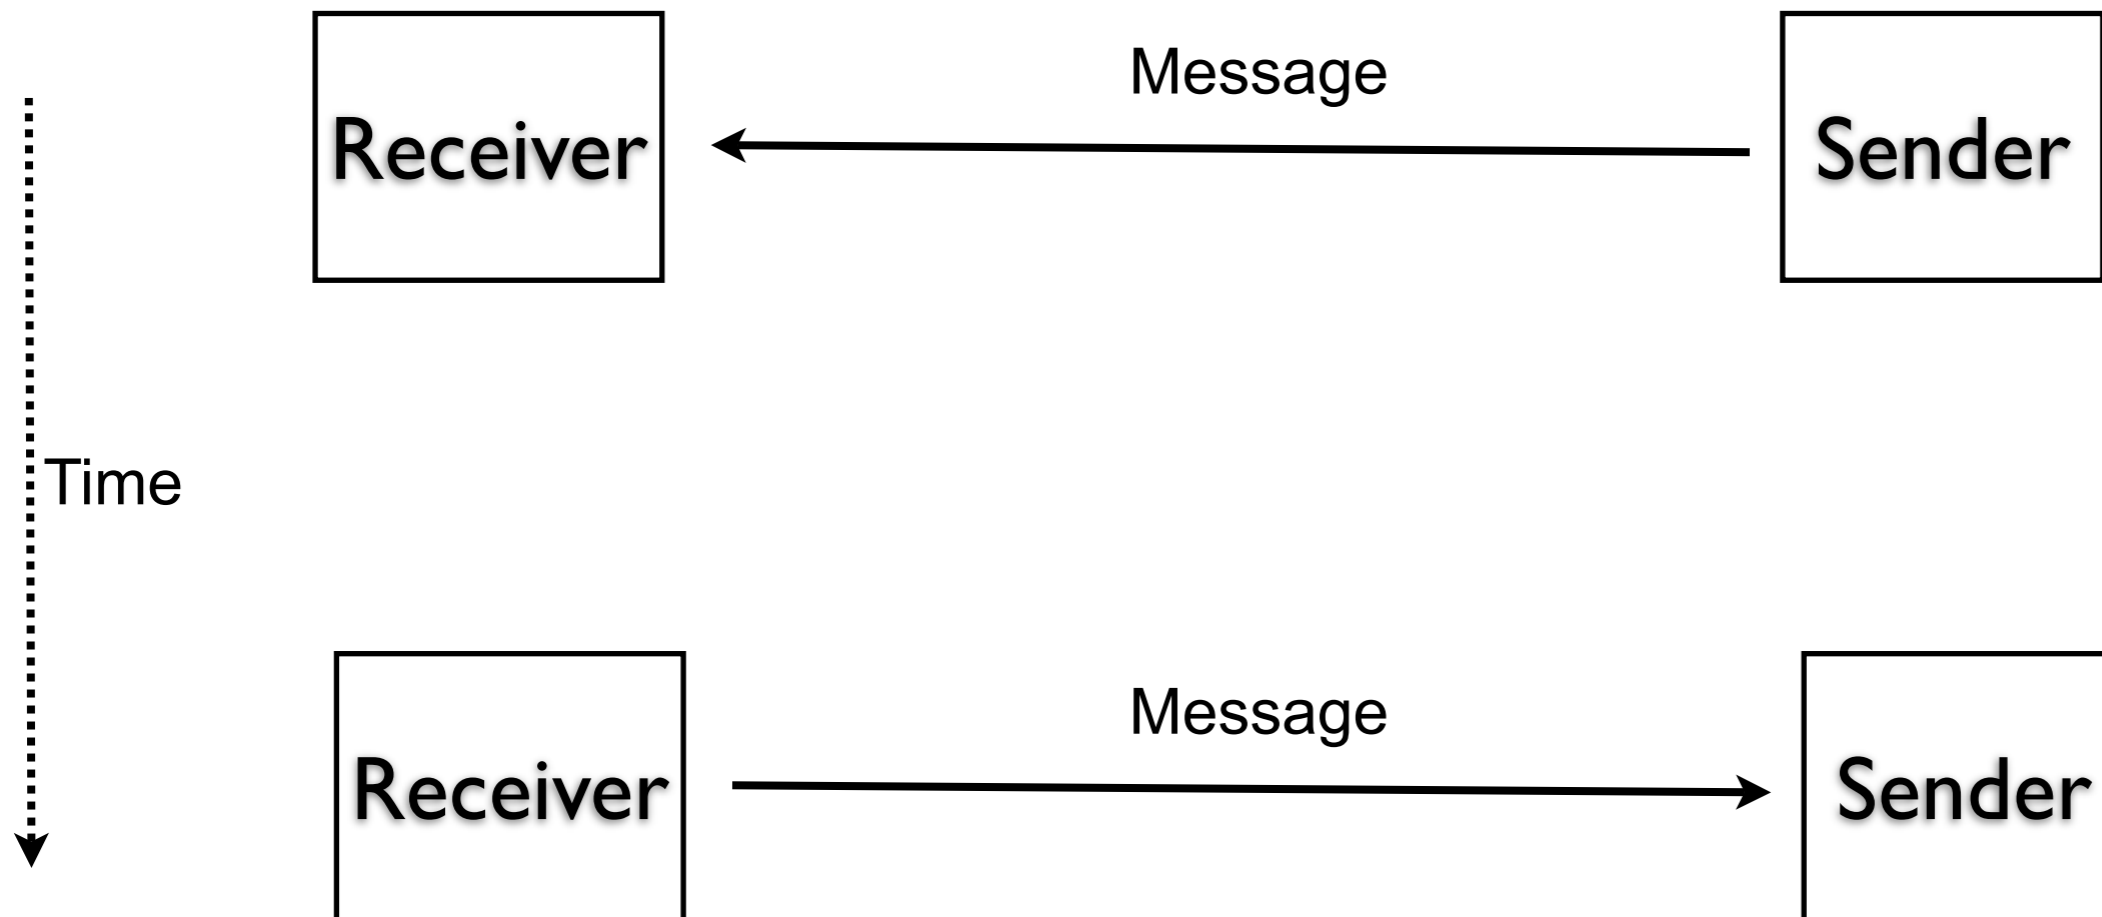 Message
Receiver
Sender
Time
Message
Receiver
Sender